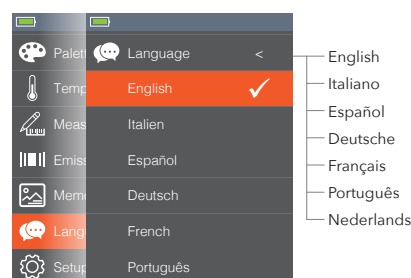 Palet
Temp
Meas
Emiss
Memo
Lang
Setup
Language <
English
Italien
Español
Deutsch
French
Português
English
Italiano
Español
Deutsche
Français
Português
Nederlands